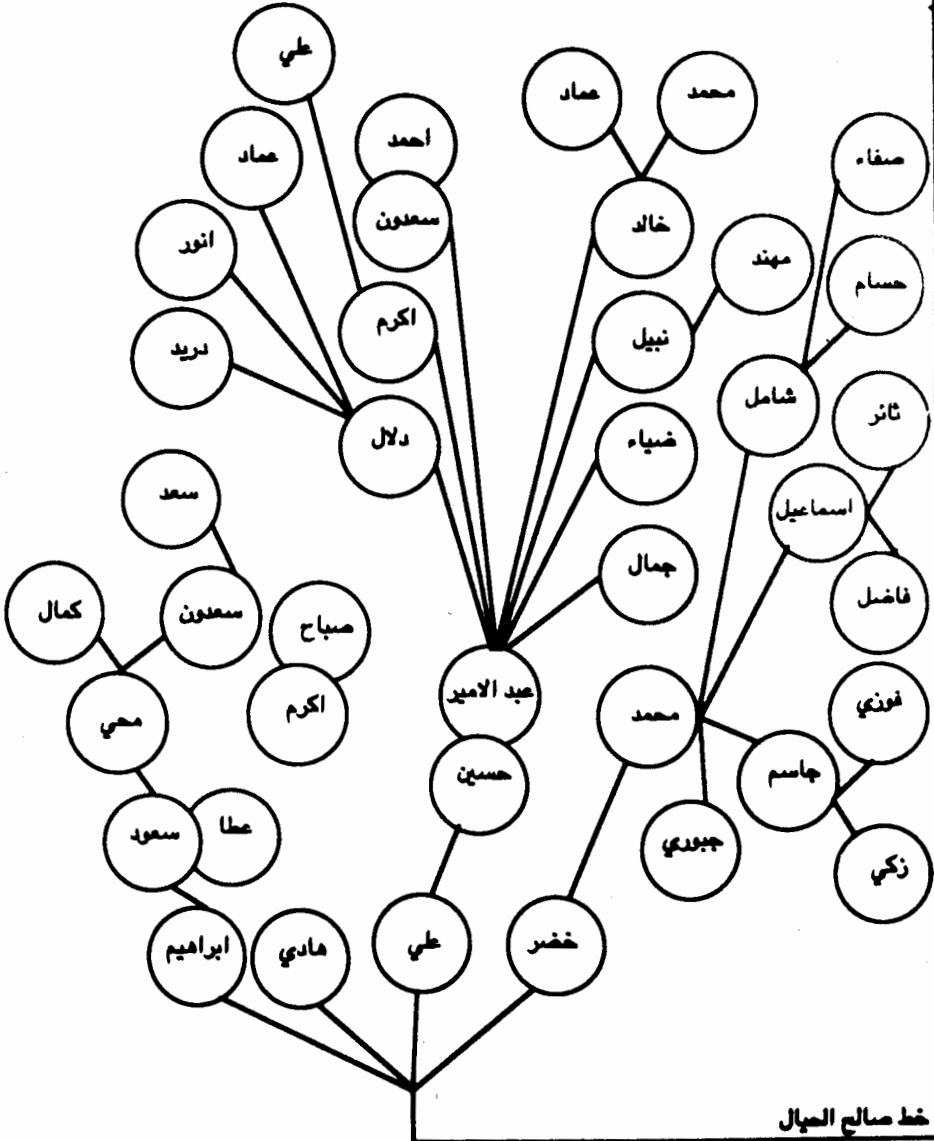 علي
عماد
محمد
احمد
عماد
صفاء
سعدون
خالد
انور
مهند
حسام
اكرم
نبيل
دريد
شامل
ثائر
دلال
ضياء
سعد
اسماعيل
جمال
فاضل
كمال
سعدون
صباح
عبد الامير
اكرم
محمد
فوزي
محي
حسين
جاسم
سعود
عطا
جبوري
زكي
ابراهيم
هادي
علي
خضر
خط صالح الحيال